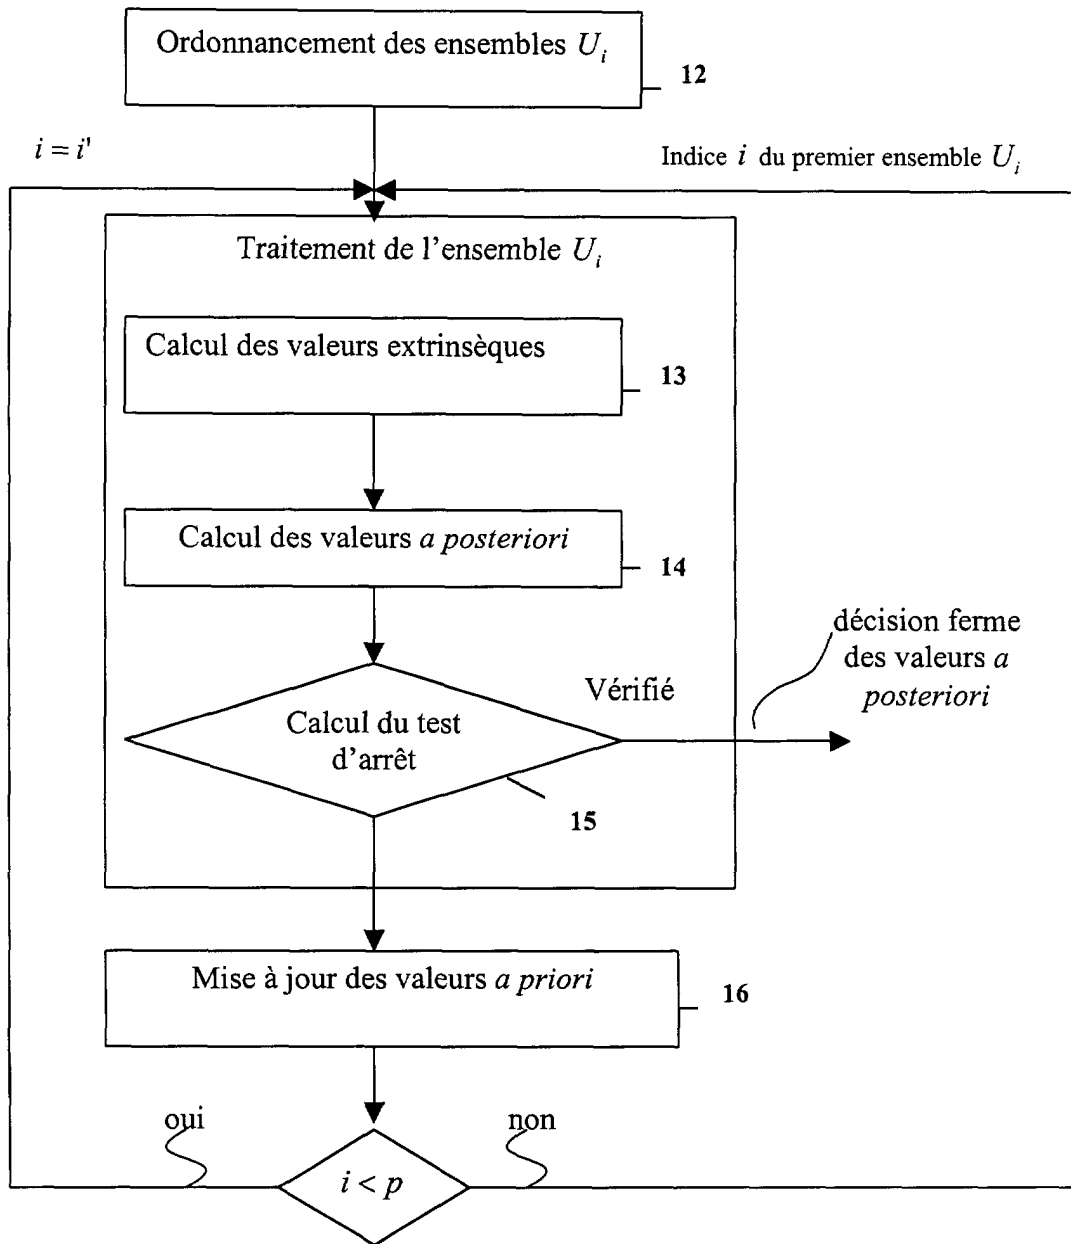 Ordonnancement des ensembles U_i
12
i = i'
Indice i du premier ensemble U_i
Traitement de l'ensemble U_i
Calcul des valeurs extrinsèques
13
Calcul des valeurs a posteriori
14
décision ferme
des valeurs a
posteriori
Vérifié
Calcul du test
d'arrêt
15
Mise à jour des valeurs a priori
16
oui
non
i < p